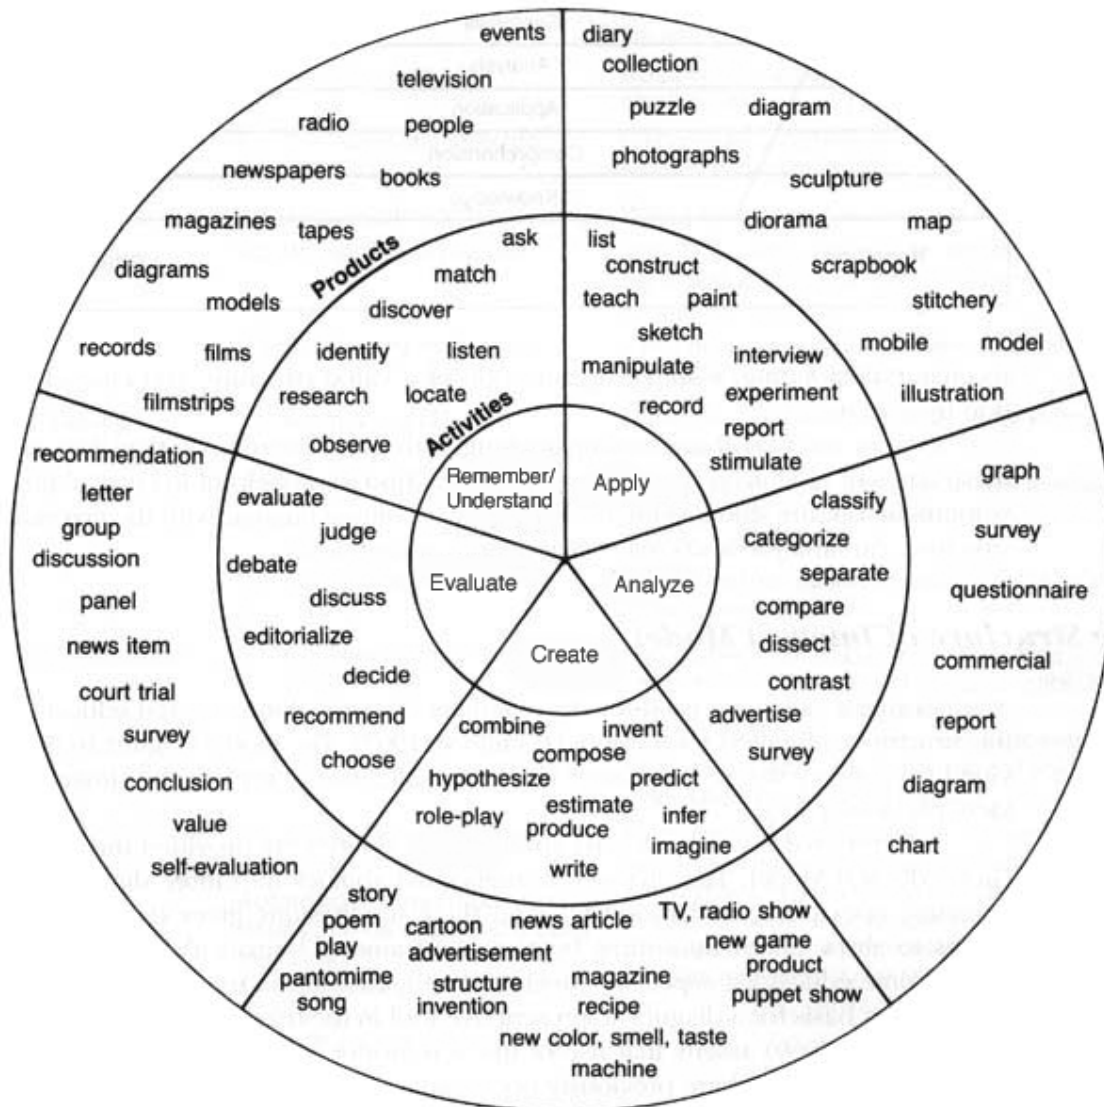 events
television
radio
people
newspapers
books
magazines
tapes
diagrams
models
records
films
filmstrips
Products
ask
match
discover
identify
listen
research
locate
observe
Activities
Remember/
Understand
diary
collection
puzzle
diagram
photographs
sculpture
diorama
map
scrapbook
stitchery
mobile
model
illustration
list
construct
teach
paint
sketch
manipulate
interview
record
experiment
report
stimulate
Apply
graph
survey
questionnaire
commercial
report
diagram
chart
classify
categorize
separate
compare
dissect
contrast
advertise
survey
Analyze
Create
combine
invent
compose
hypothesize
predict
estimate
role-play
infer
produce
imagine
write
story
poem
play
pantomime
song
cartoon
news article
advertisement
structure
invention
magazine
recipe
TV, radio show
new game
product
puppet show
new color, smell, taste
machine
Evaluate
evaluate
judge
debate
discuss
editorialize
decide
recommend
choose
recommendation
letter
group
discussion
panel
news item
court trial
survey
conclusion
value
self-evaluation